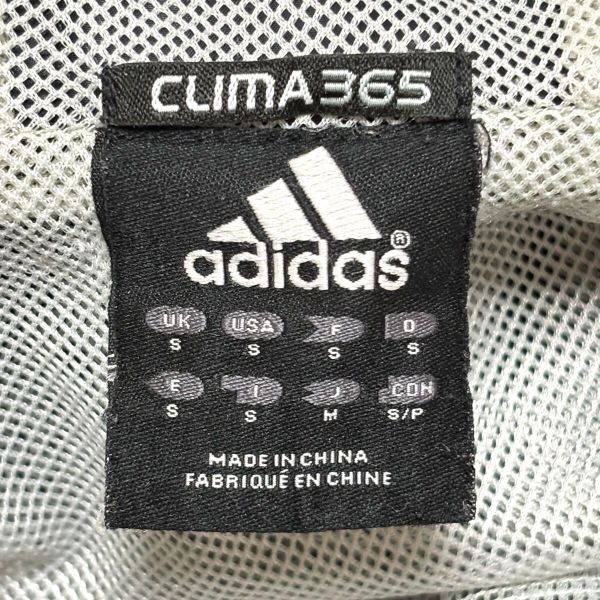 CLIMA365
adidas®
UK USA F D
S S S S
E I J CDN
S S M S/P
MADE IN CHINA
FABRIQUÉ EN CHINE